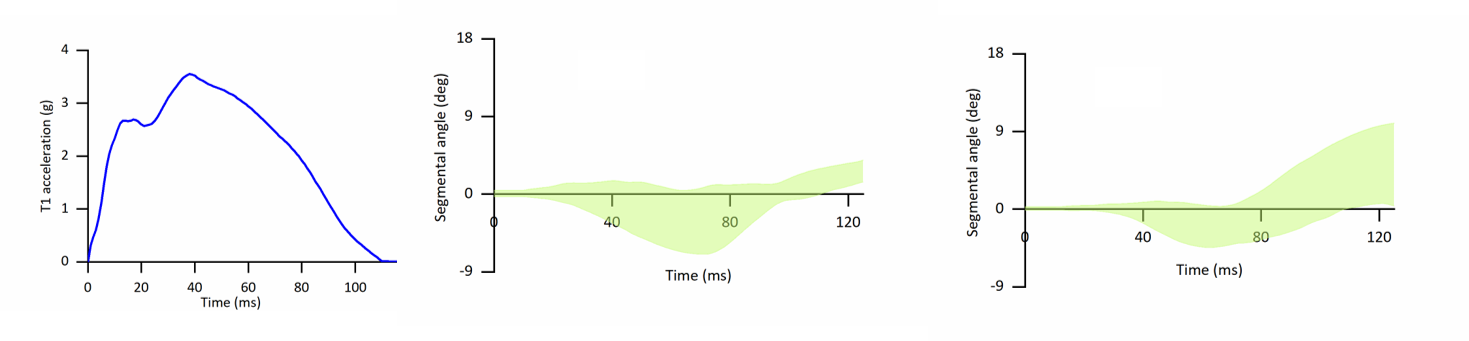 4
3
2
1
0
T1 acceleration (g)
0 20 40 60 80 100
Time (ms)
18
9
0
-9
Segmental angle (deg)
0 40 80 120
Time (ms)
18
9
0
-9
Segmental angle (deg)
0 40 80 120
Time (ms)